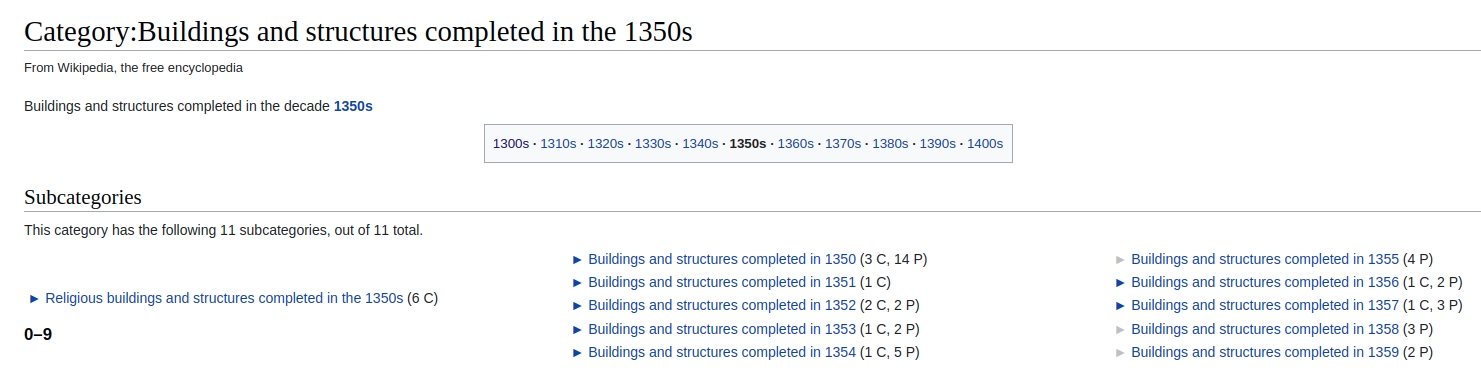 Category:Buildings and structures completed in the 1350s
From Wikipedia, the free encyclopedia
Buildings and structures completed in the decade 1350s
1300s · 1310s · 1320s · 1330s · 1340s · 1350s · 1360s · 1370s · 1380s · 1390s · 1400s
Subcategories
This category has the following 11 subcategories, out of 11 total.
► Religious buildings and structures completed in the 1350s (6 C)
0–9
► Buildings and structures completed in 1350 (3 C, 14 P)
► Buildings and structures completed in 1351 (1 C)
► Buildings and structures completed in 1352 (2 C, 2 P)
► Buildings and structures completed in 1353 (1 C, 2 P)
► Buildings and structures completed in 1354 (1 C, 5 P)
► Buildings and structures completed in 1355 (4 P)
► Buildings and structures completed in 1356 (1 C, 2 P)
► Buildings and structures completed in 1357 (1 C, 3 P)
► Buildings and structures completed in 1358 (3 P)
► Buildings and structures completed in 1359 (2 P)